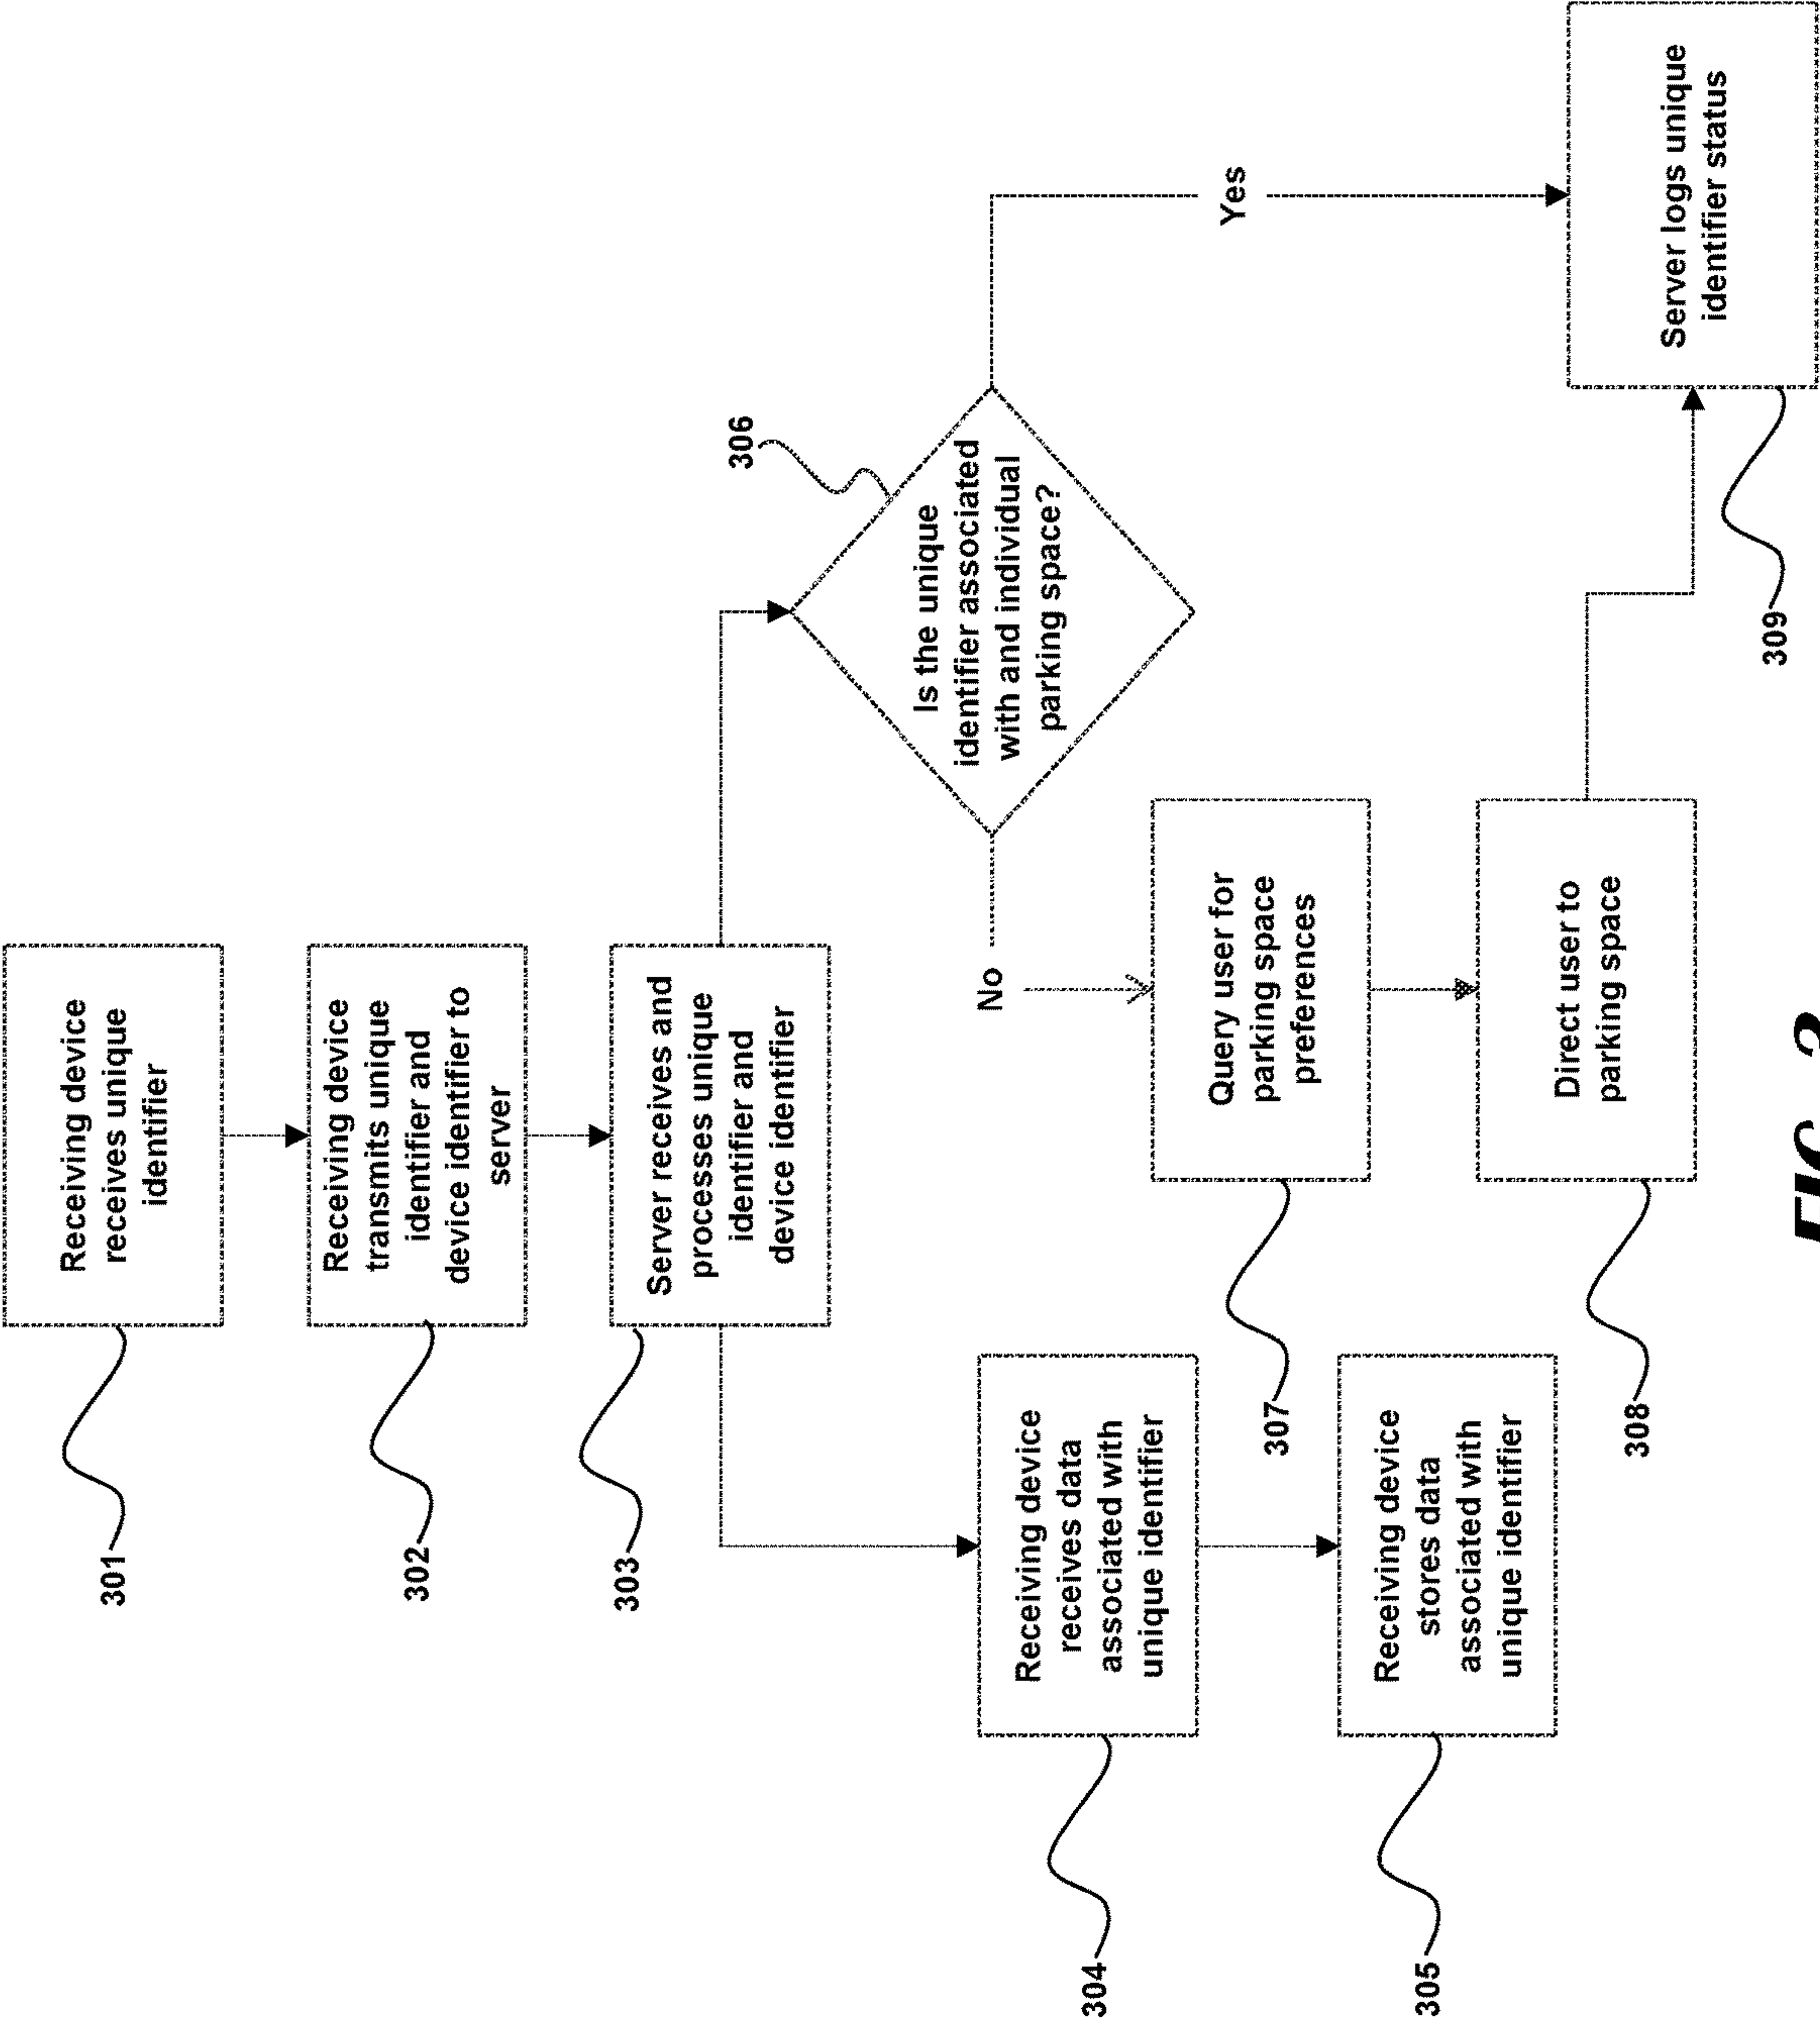 Receiving device
receives unique
identifier
301
Receiving device
transmits unique
identifier and
device identifier to
server
302
Server receives and
processes unique
identifier and
device identifier
303
Receiving device
receives data
associated with
unique identifier
304
Receiving device
stores data
associated with
unique identifier
305
306
Is the unique
identifier associated
with and individual
parking space?
No
Yes
Query user for
parking space
preferences
307
Direct user to
parking space
308
Server logs unique
identifier status
309
FIG. 3